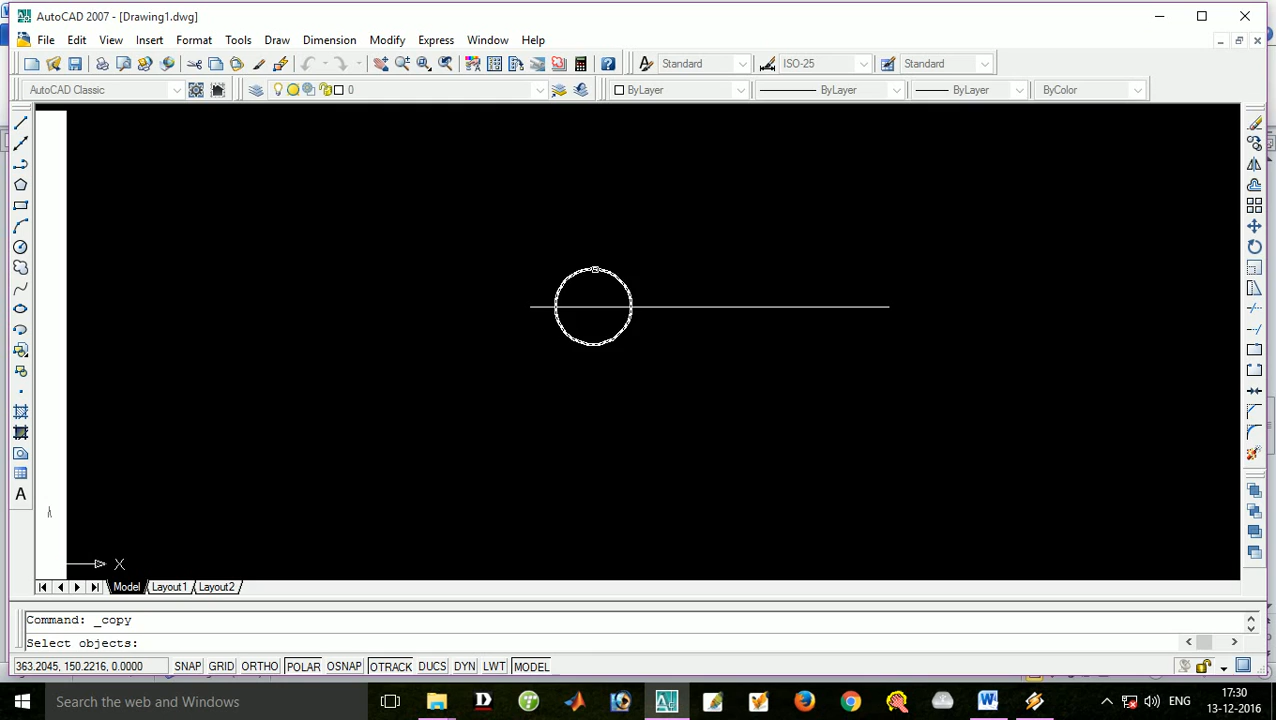 AutoCAD 2007 - [Drawing1.dwg]
File Edit View Insert Format Tools Draw Dimension Modify Express Window Help
Standard ISO-25 Standard
AutoCAD Classic 0 ByLayer ByLayer ByLayer ByColor
A
X
Model Layout1 Layout2
Command: _copy
Select objects:
363.2045, 150.2216, 0.0000 SNAP GRID ORTHO POLAR OSNAP OTRACK DUCS DYN LWT MODEL
Search the web and Windows
ENG
17:30
13-12-2016